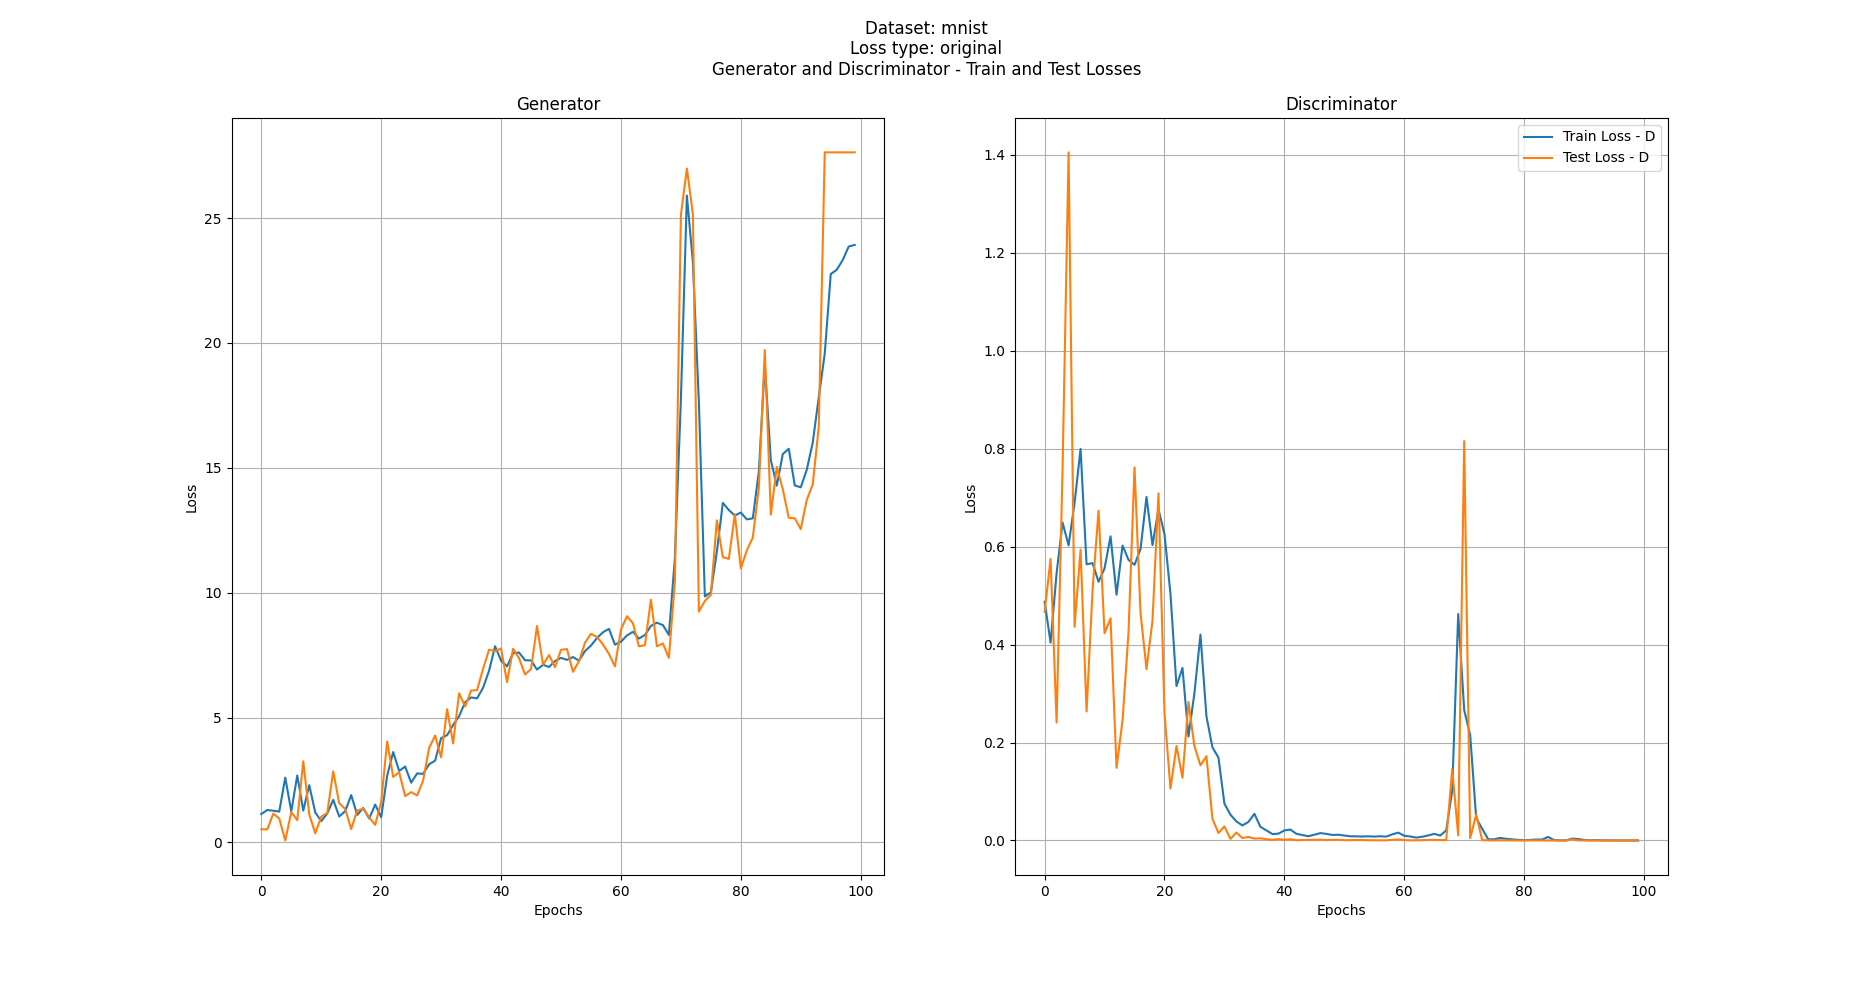 Dataset: mnist
Loss type: original
Generator and Discriminator - Train and Test Losses
Generator
Loss
25
20
15
10
5
0
0 20 40 60 80 100
Epochs
Discriminator
Train Loss - D
Test Loss - D
Loss
1.4
1.2
1.0
0.8
0.6
0.4
0.2
0.0
0 20 40 60 80 100
Epochs